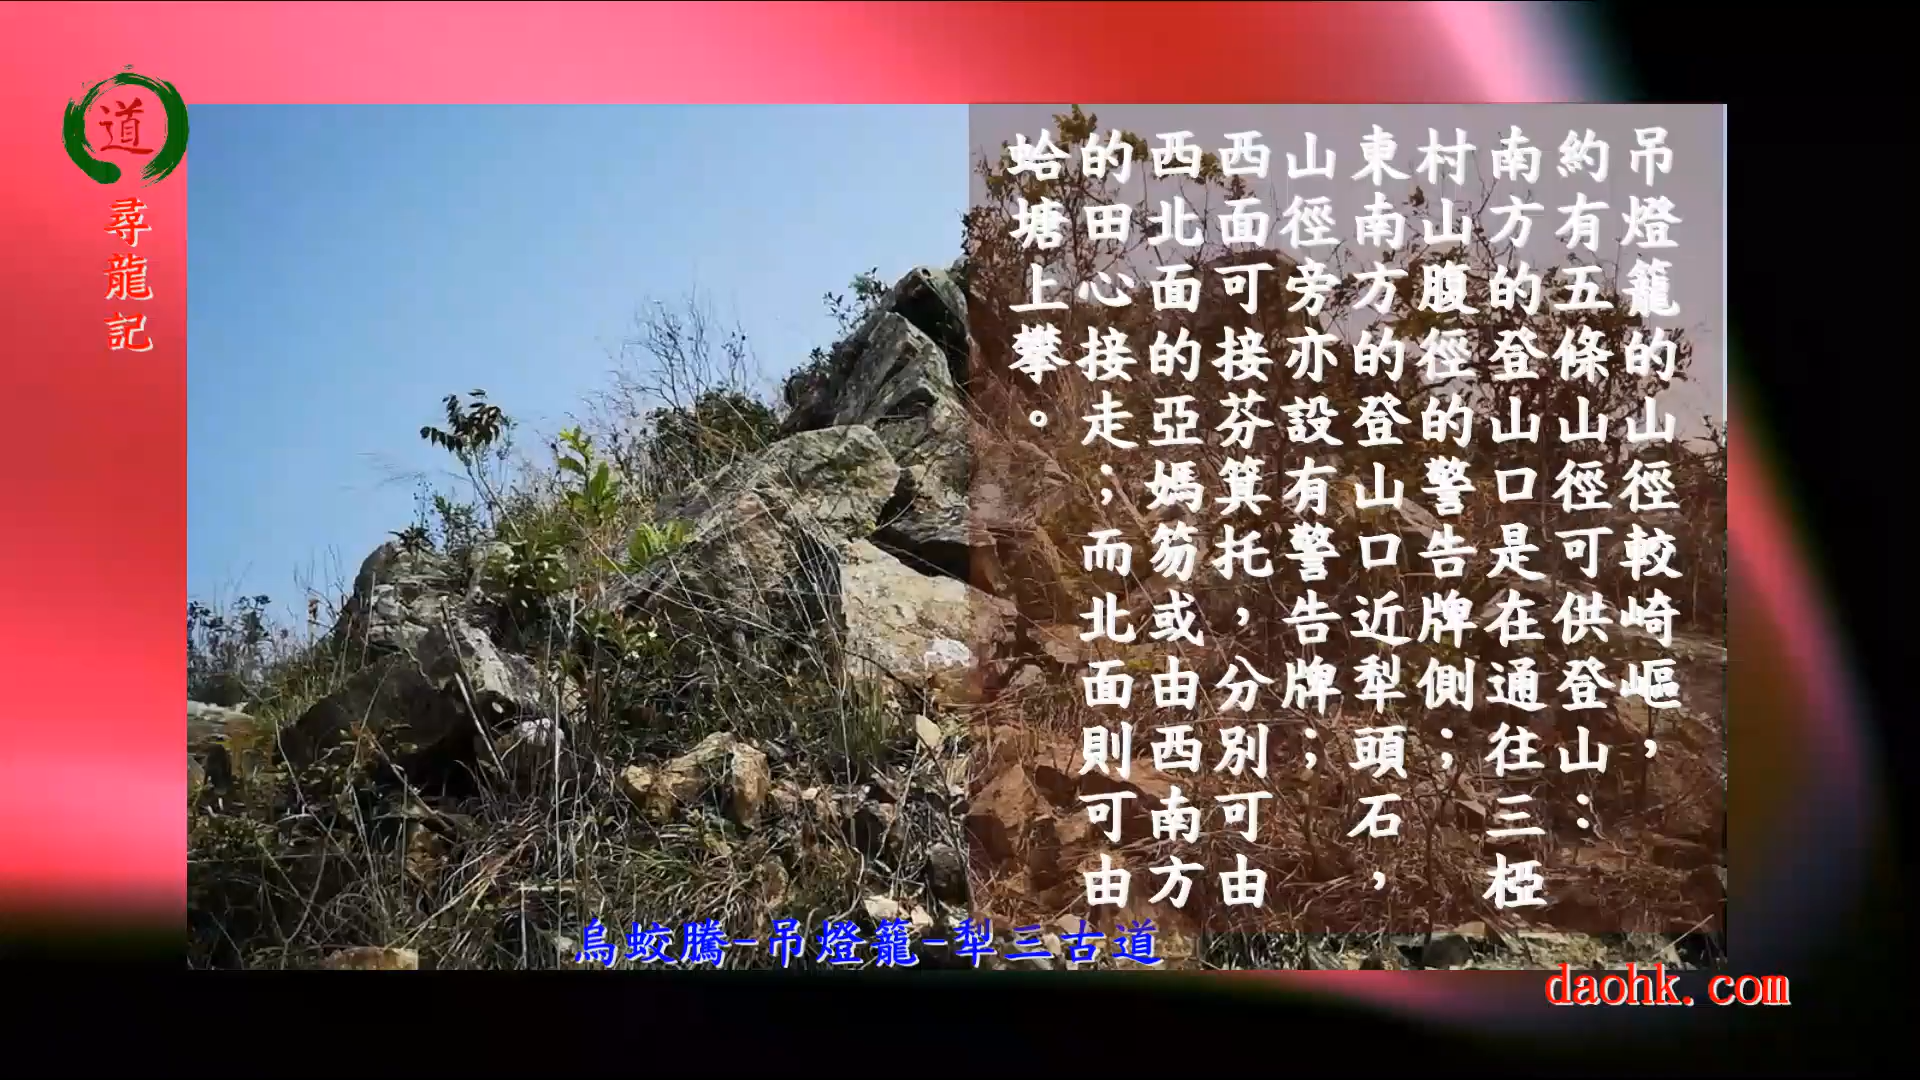 道
尋龍記
吊燈籠的山徑較崎嶇，
約有五條山徑可供登山：
南方的登山口是在通往三椏
村山腹徑的警告牌側；
東南方的登山口近犁頭石，
山徑旁亦設有警告牌；
西面可接芬箕托，分別可由
西北面的亞媽笏或由西南方
的田心接走；而北面則可由
蛤塘上攀。
烏蛟騰-吊燈籠-犁三古道
daohk.com